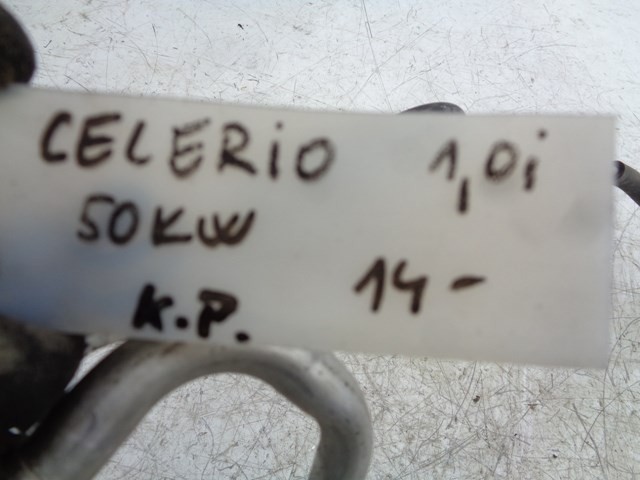 CELERiO 1,0i
50KW
14-
K.P.